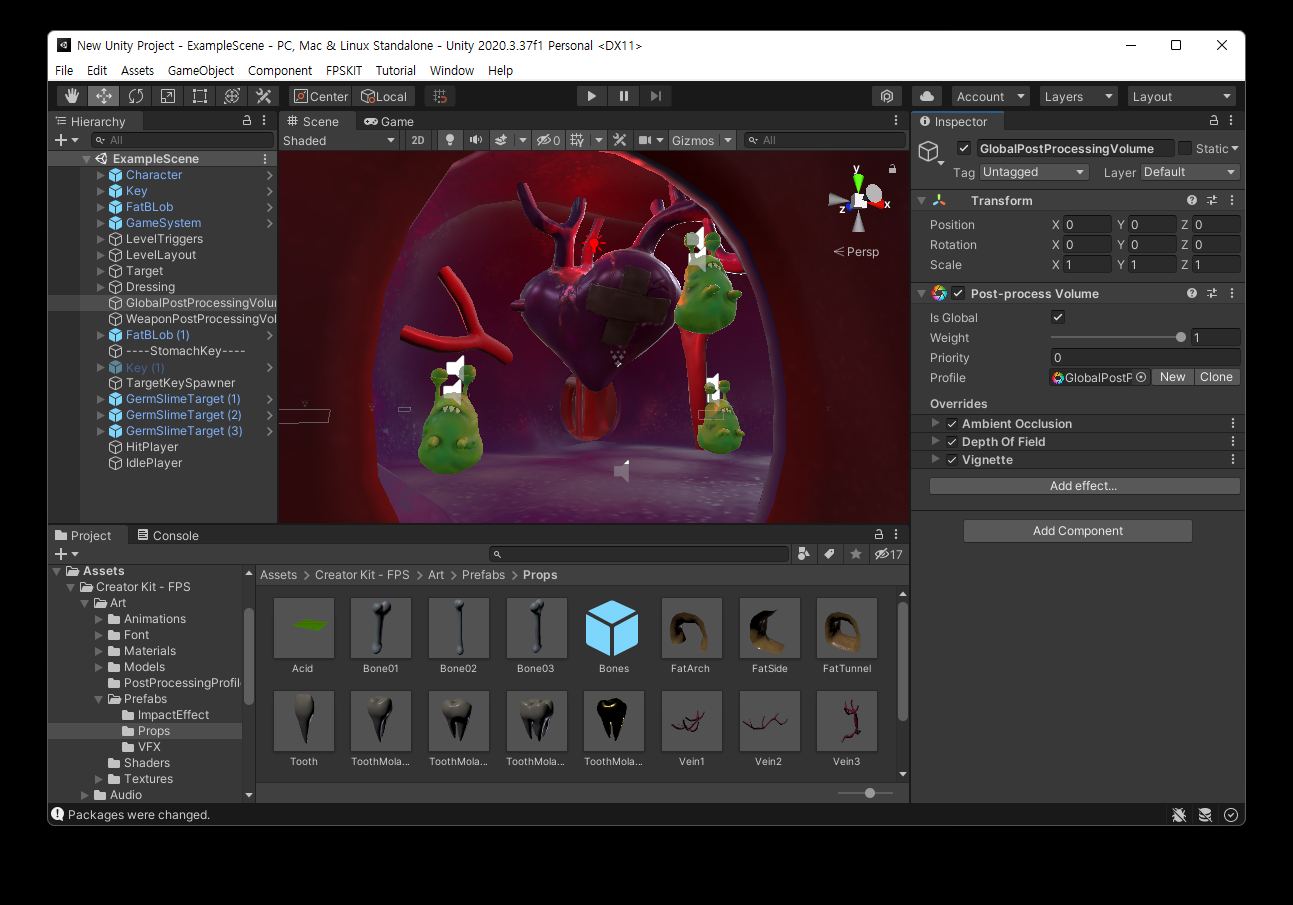 New Unity Project - ExampleScene - PC, Mac & Linux Standalone - Unity 2020.3.37f1 Personal <DX11>
File Edit Assets GameObject Component FPSKIT Tutorial Window Help
Center Local Account Layers Layout
Hierarchy
All
ExampleScene
Character
Key
FatBLob
GameSystem
LevelTriggers
LevelLayout
Target
Dressing
GlobalPostProcessingVolu
WeaponPostProcessingVol
FatBLob (1)
----StomachKey----
Key (1)
TargetKeySpawner
GermSlimeTarget (1)
GermSlimeTarget (2)
GermSlimeTarget (3)
HitPlayer
IdlePlayer
Scene Game
Shaded 2D 0 Gizmos All
y
x
z
Persp
Inspector
GlobalPostProcessingVolume Static
Tag Untagged Layer Default
Transform
Position X 0 Y 0 Z 0
Rotation X 0 Y 0 Z 0
Scale X 1 Y 1 Z 1
Post-process Volume
Is Global
Weight 1
Priority 0
Profile GlobalPostP New Clone
Overrides
Ambient Occlusion
Depth Of Field
Vignette
Add effect...
Add Component
Project Console
17
Assets
Creator Kit - FPS
Art
Animations
Font
Materials
Models
PostProcessingProfil
Prefabs
ImpactEffect
Props
VFX
Shaders
Textures
Audio
Assets > Creator Kit - FPS > Art > Prefabs > Props
Acid Bone01 Bone02 Bone03 Bones FatArch FatSide FatTunnel
Tooth ToothMola... ToothMola... ToothMola... ToothMola... Vein1 Vein2 Vein3
Packages were changed.